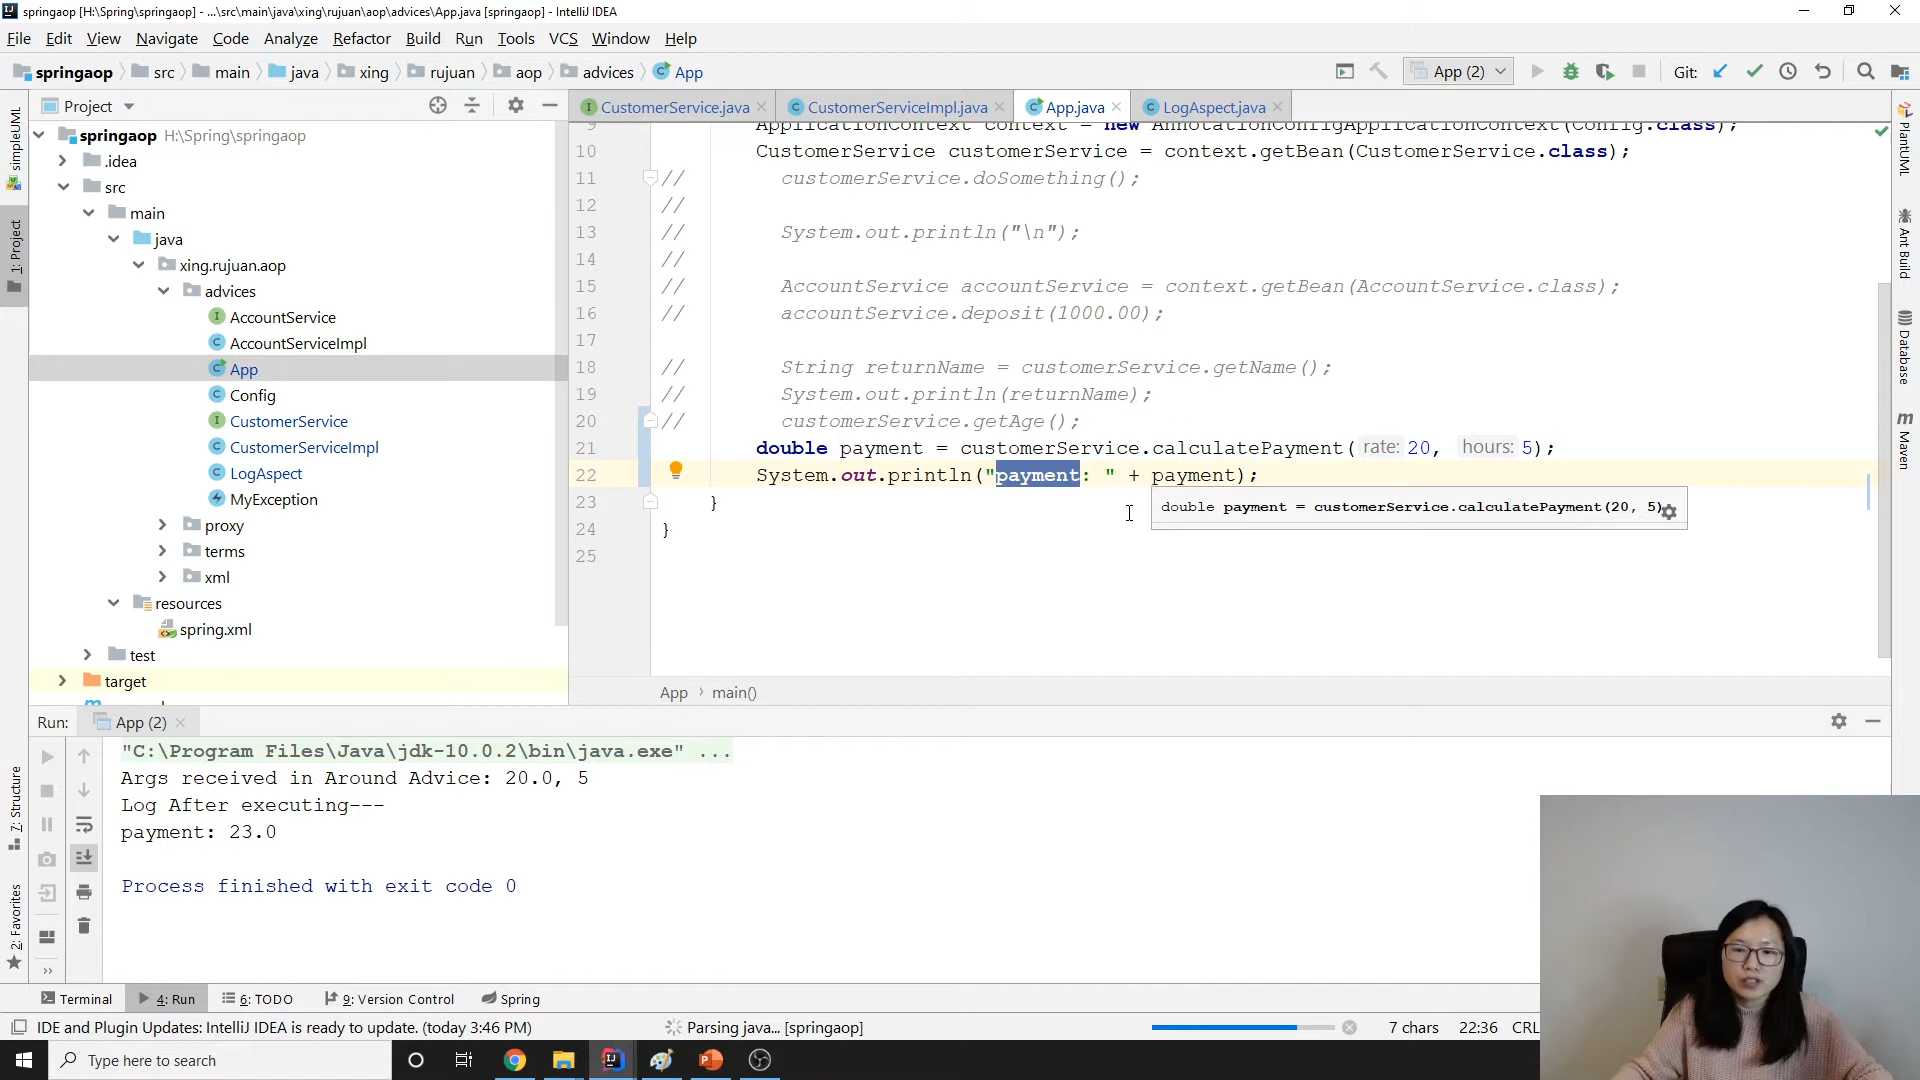 springaop [H:\Spring\springaop] - ...\src\main\java\xing\rujuan\aop\advices\App.java [springaop] - IntelliJ IDEA
File Edit View Navigate Code Analyze Refactor Build Run Tools VCS Window Help
springaop src main java xing rujuan aop advices App App (2) Git:
Project
CustomerService.java CustomerServiceImpl.java App.java LogAspect.java
simpleUML
1: Project
7: Structure
2: Favorites
springaop H:\Spring\springaop
.idea
src
main
java
xing.rujuan.aop
advices
AccountService
AccountServiceImpl
App
Config
CustomerService
CustomerServiceImpl
LogAspect
MyException
proxy
terms
xml
resources
spring.xml
test
target
9 ApplicationContext context = new AnnotationConfigApplicationContext(Config.class);
10 CustomerService customerService = context.getBean(CustomerService.class);
11 // customerService.doSomething();
12 //
13 // System.out.println("\n");
14 //
15 // AccountService accountService = context.getBean(AccountService.class);
16 // accountService.deposit(1000.00);
17
18 // String returnName = customerService.getName();
19 // System.out.println(returnName);
20 // customerService.getAge();
21 double payment = customerService.calculatePayment( rate: 20, hours: 5);
22 System.out.println("payment: " + payment);
23 }
double payment = customerService.calculatePayment(20, 5)
24 }
25
App main()
PlantUML
Ant Build
Database
Maven
Run: App (2)
"C:\Program Files\Java\jdk-10.0.2\bin\java.exe" ...
Args received in Around Advice: 20.0, 5
Log After executing---
payment: 23.0
Process finished with exit code 0
Terminal 4: Run 6: TODO 9: Version Control Spring
IDE and Plugin Updates: IntelliJ IDEA is ready to update. (today 3:46 PM) Parsing java... [springaop] 7 chars 22:36 CRL
Type here to search